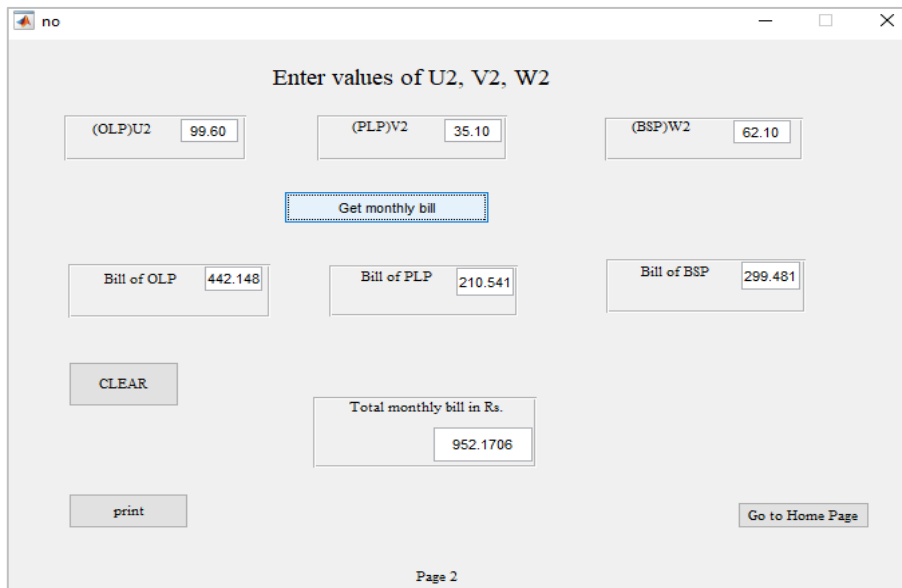 no
Enter values of U2, V2, W2
(OLP)U2 99.60 (PLP)V2 35.10 (BSP)W2 62.10
Get monthly bill
Bill of OLP 442.148 Bill of PLP 210.541 Bill of BSP 299.481
CLEAR
Total monthly bill in Rs.
952.1706
print
Go to Home Page
Page 2